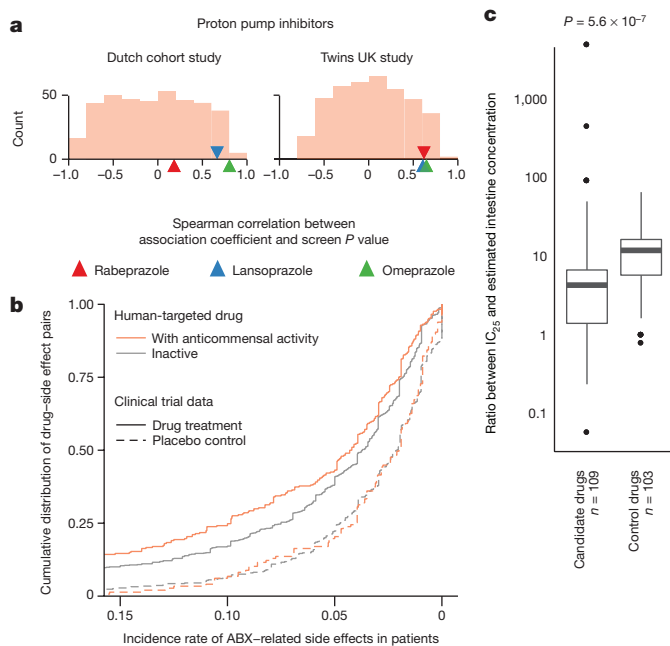 a
Proton pump inhibitors
Dutch cohort study
Twins UK study
Count
50
0
−1.0 −0.5 0 0.5 1.0
−1.0 −0.5 0 0.5 1.0
Spearman correlation between
association coefficient and screen P value
Rabeprazole Lansoprazole Omeprazole
b
Cumulative distribution of drug–side effect pairs
1.00
0.75
0.50
0.25
0
Human-targeted drug
With anticommensal activity
Inactive
Clinical trial data
Drug treatment
Placebo control
0.15 0.10 0.05 0
Incidence rate of ABX–related side effects in patients
c
P = 5.6 × 10⁻⁷
Ratio between IC₂₅ and estimated intestine concentration
1,000
100
10
1
0.1
Candidate drugs
n = 109
Control drugs
n = 103